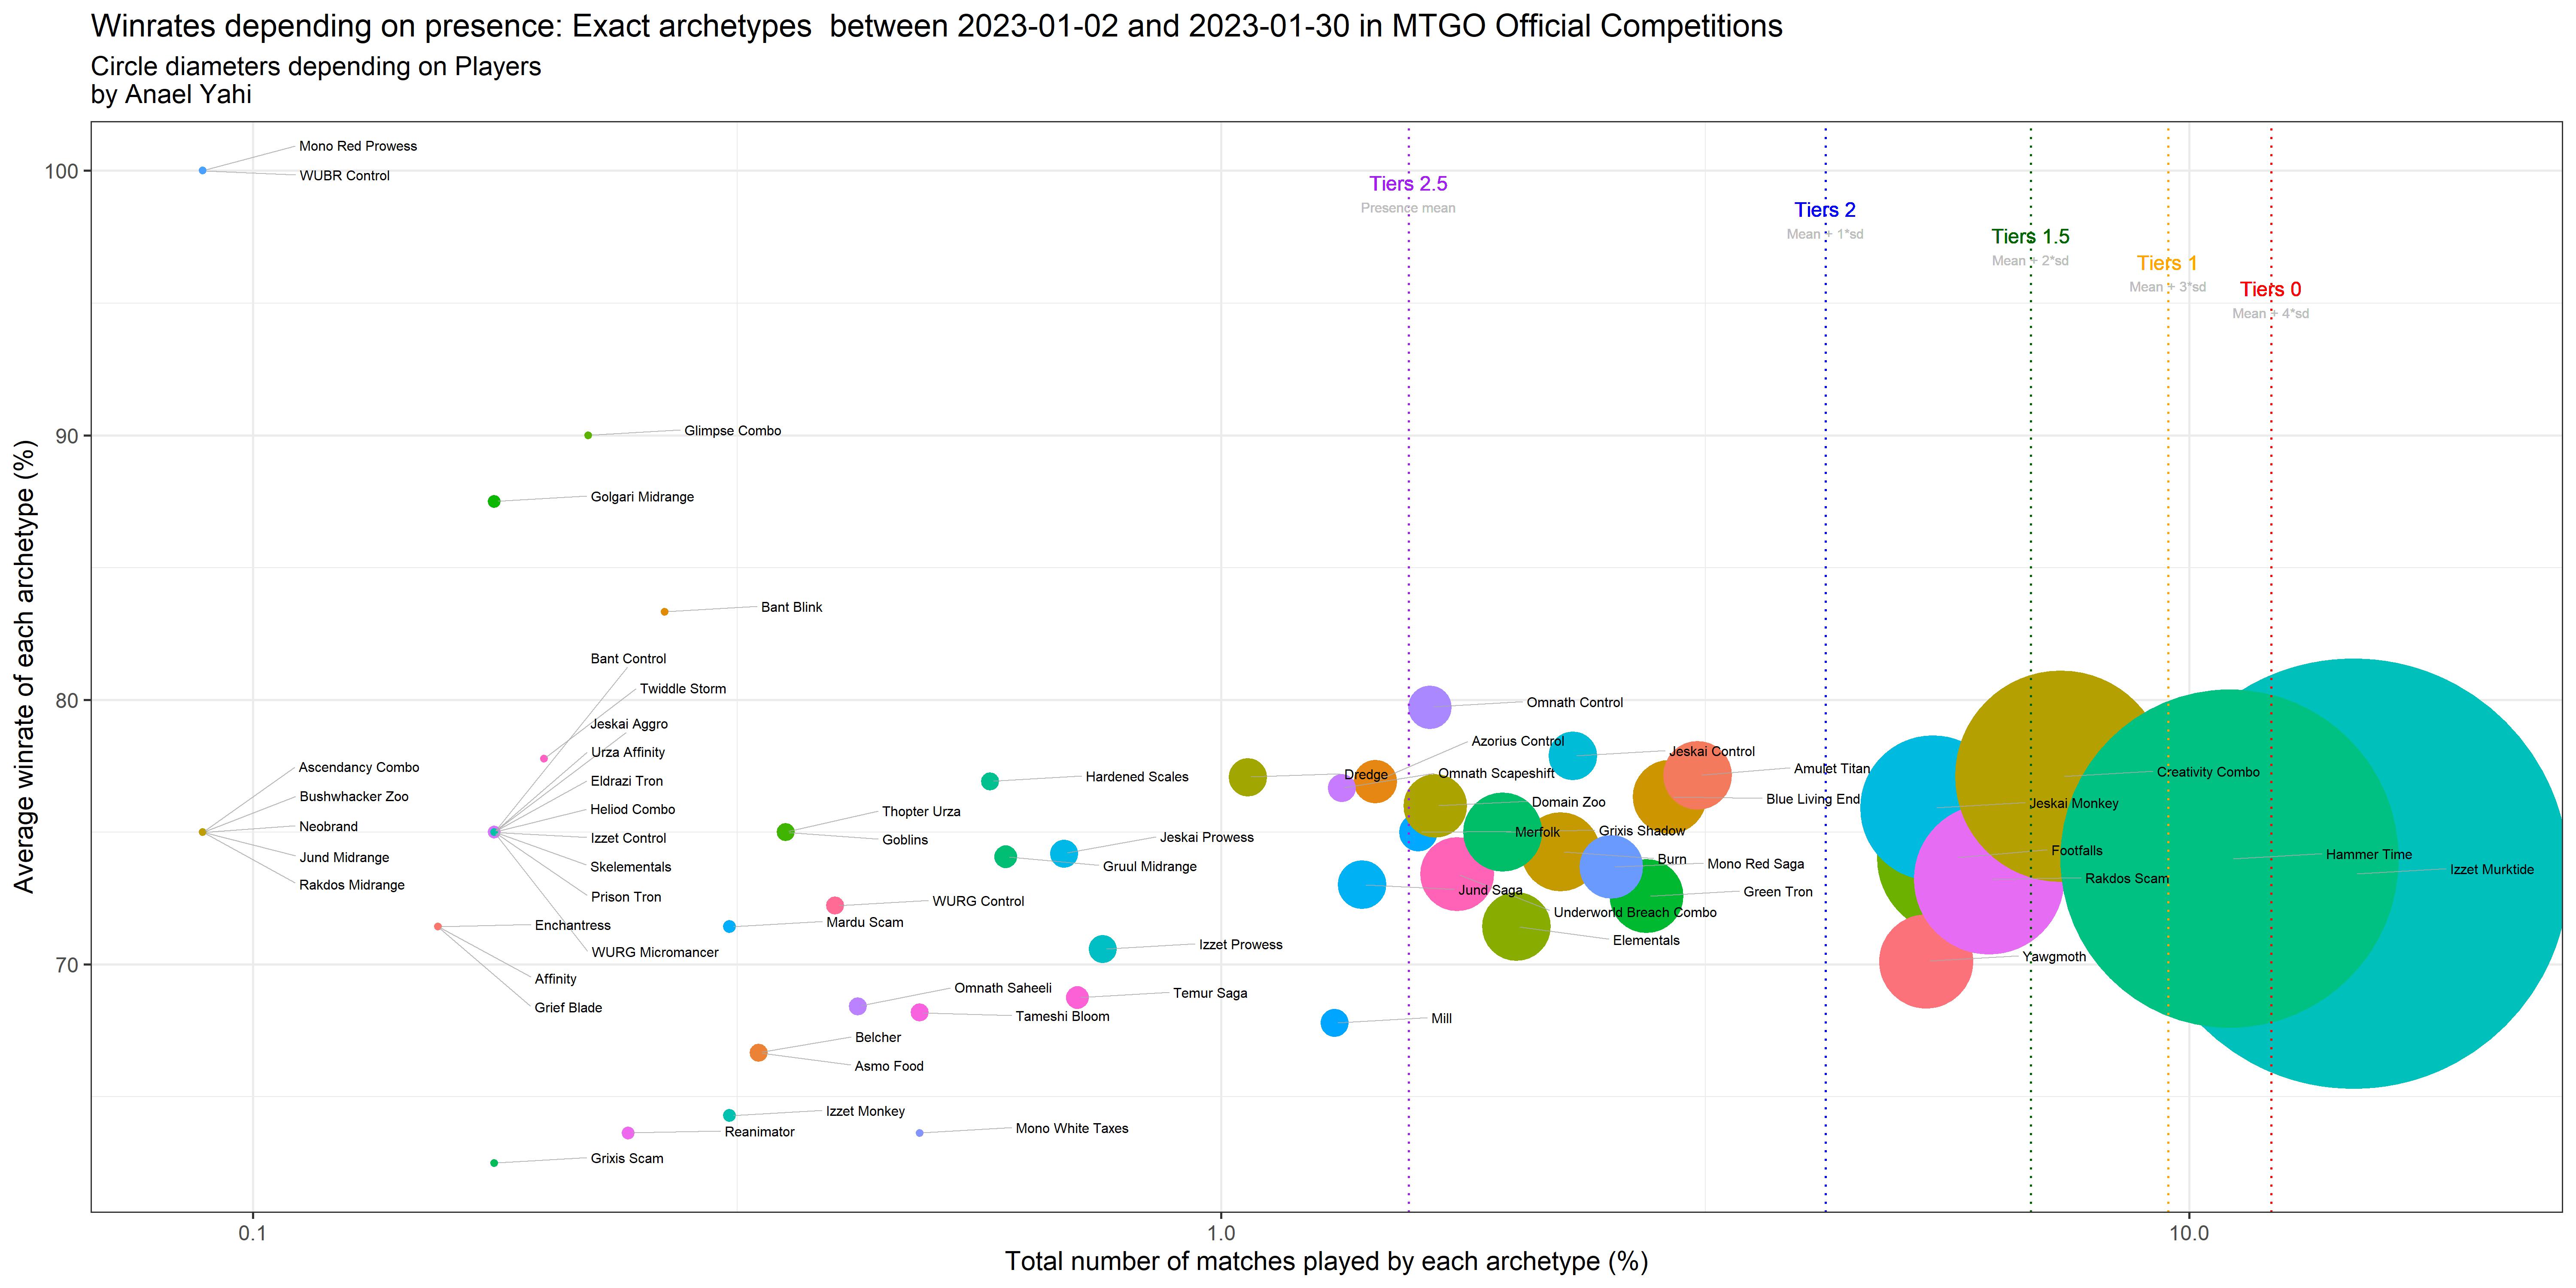 Winrates depending on presence: Exact archetypes  between 2023-01-02 and 2023-01-30 in MTGO Official Competitions
Circle diameters depending on Players
by Anael Yahi
Mono Red Prowess
100
WUBR Control
Tiers 2.5
Presence mean
Tiers 2
Mean + 1*sd
Tiers 1.5
Mean + 2*sd
Tiers 1
Mean + 3*sd
Tiers 0
Mean + 4*sd
Glimpse Combo
90
Golgari Midrange
Bant Blink
Bant Control
Twiddle Storm
80
Omnath Control
Jeskai Aggro
Azorius Control
Urza Affinity
Jeskai Control
Ascendancy Combo
Amulet Titan
Creativity Combo
Omnath Scapeshift
Dredge
Hardened Scales
Eldrazi Tron
Bushwhacker Zoo
Blue Living End
Domain Zoo
Jeskai Monkey
Heliod Combo
Thopter Urza
Neobrand
Merfolk
Grixis Shadow
Izzet Control
Goblins
Jeskai Prowess
Footfalls
Hammer Time
Jund Midrange
Burn
Mono Red Saga
Gruul Midrange
Skelementals
Izzet Murktide
Rakdos Scam
Rakdos Midrange
Jund Saga
Green Tron
Prison Tron
WURG Control
Underworld Breach Combo
Mardu Scam
Enchantress
Elementals
Izzet Prowess
WURG Micromancer
Yawgmoth
70
Affinity
Omnath Saheeli
Temur Saga
Grief Blade
Tameshi Bloom
Mill
Belcher
Asmo Food
Izzet Monkey
Mono White Taxes
Reanimator
Grixis Scam
Average winrate of each archetype (%)
0.1
1.0
10.0
Total number of matches played by each archetype (%)